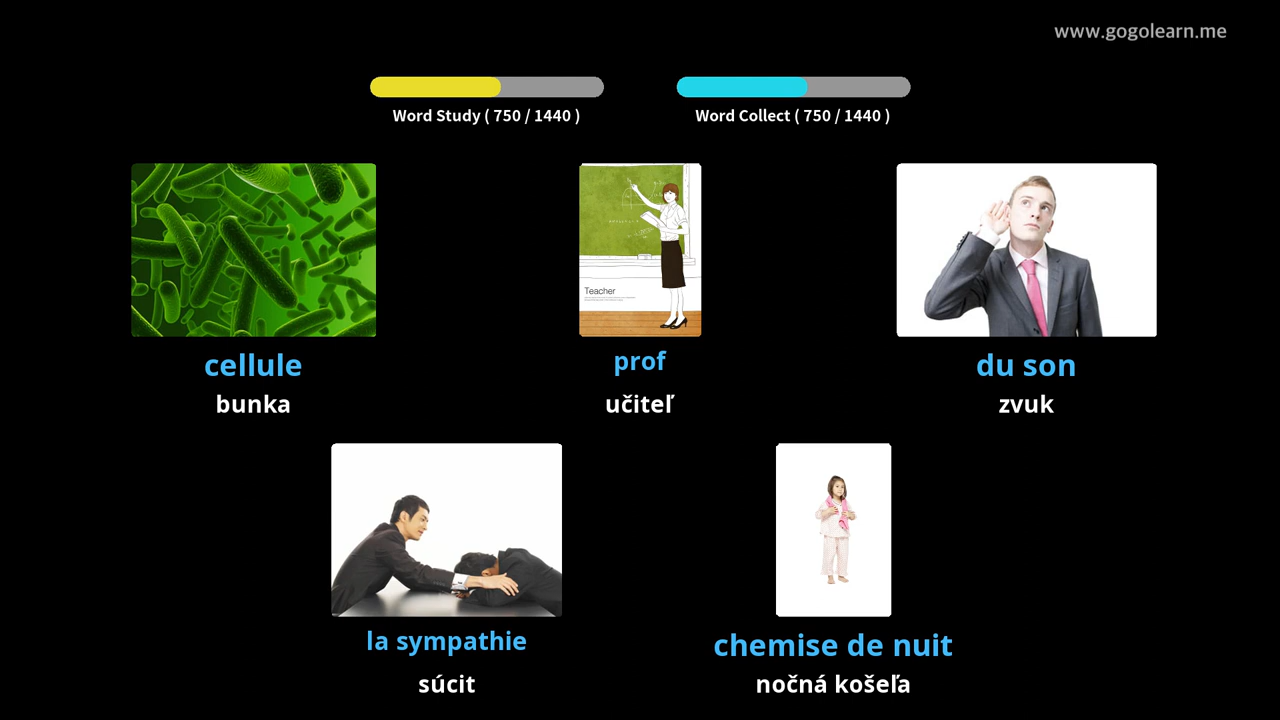 www.gogolearn.me
Word Study ( 750 / 1440 )
Word Collect ( 750 / 1440 )
Teacher
cellule
prof
du son
bunka
učiteľ
zvuk
la sympathie
chemise de nuit
súcit
nočná košeľa